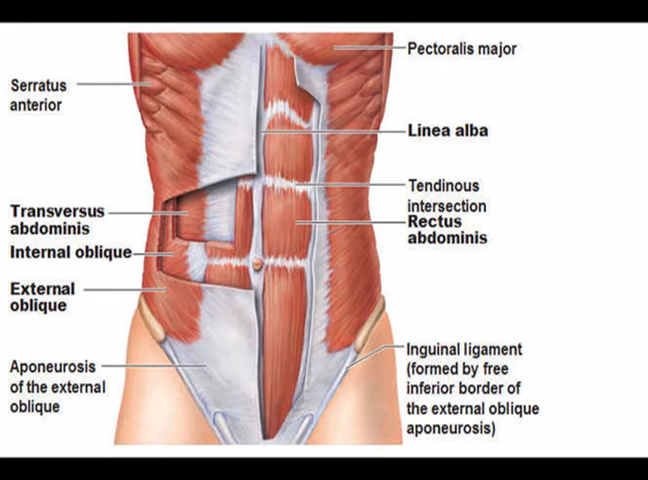 Pectoralis major
Serratus
anterior
Linea alba
Tendinous
intersection
Rectus
abdominis
Transversus
abdominis
Internal oblique
External
oblique
Aponeurosis
of the external
oblique
Inguinal ligament
(formed by free
inferior border of
the external oblique
aponeurosis)